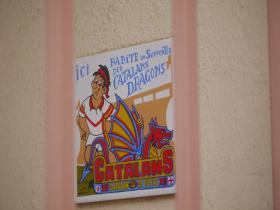 ici
HABITE un SUPPORTER
DES
CATALANS
DRAGONS!
CATALANS